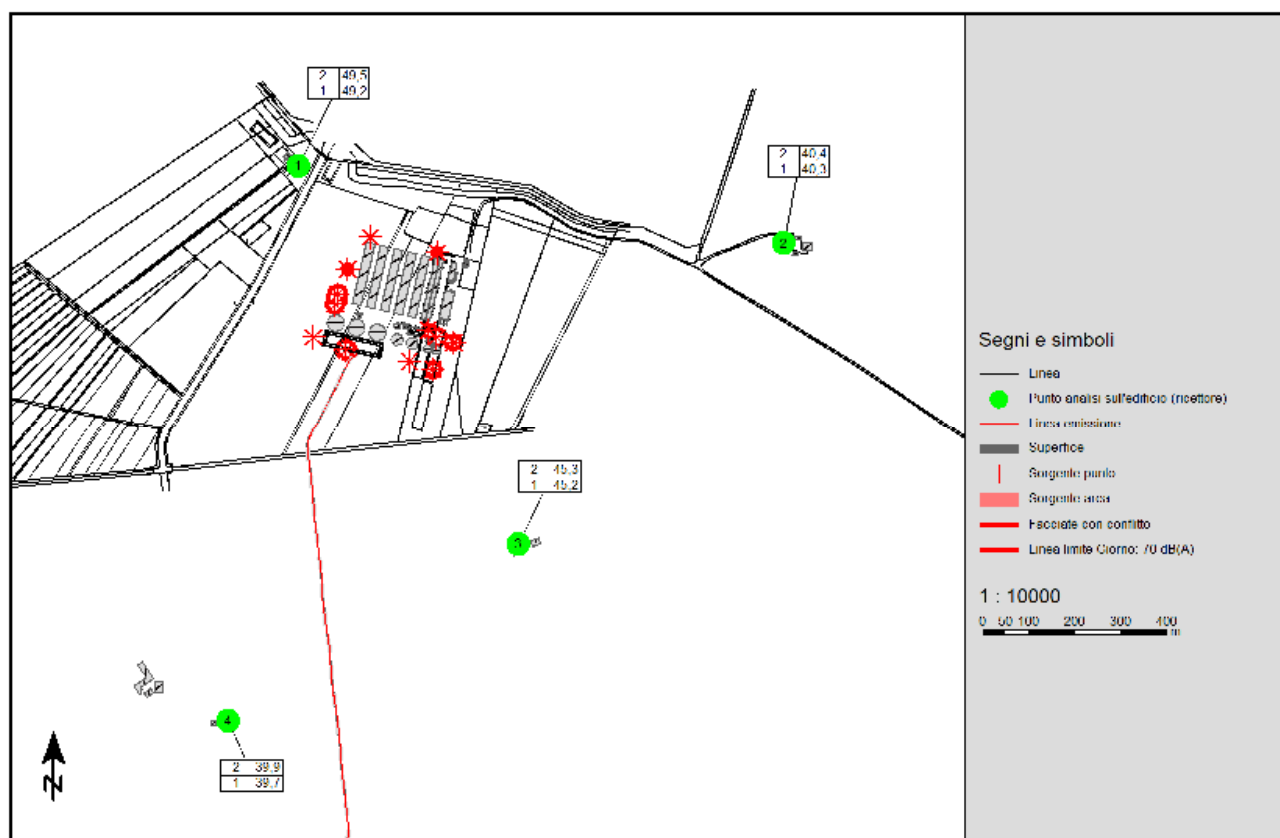 2 49,5
1 49,2
1
2 40,4
1 40,3
2
2 45,3
1 45,2
3
4
2 39,9
1 39,7
N
Segni e simboli
Linea
Punto analisi sull'edificio (ricettore)
Linea emissione
Superfice
Sorgente punto
Sorgente area
Facciate con conflitto
Linea limite Giorno: 70 dB(A)
1 : 10000
0 50 100 200 300 400
m